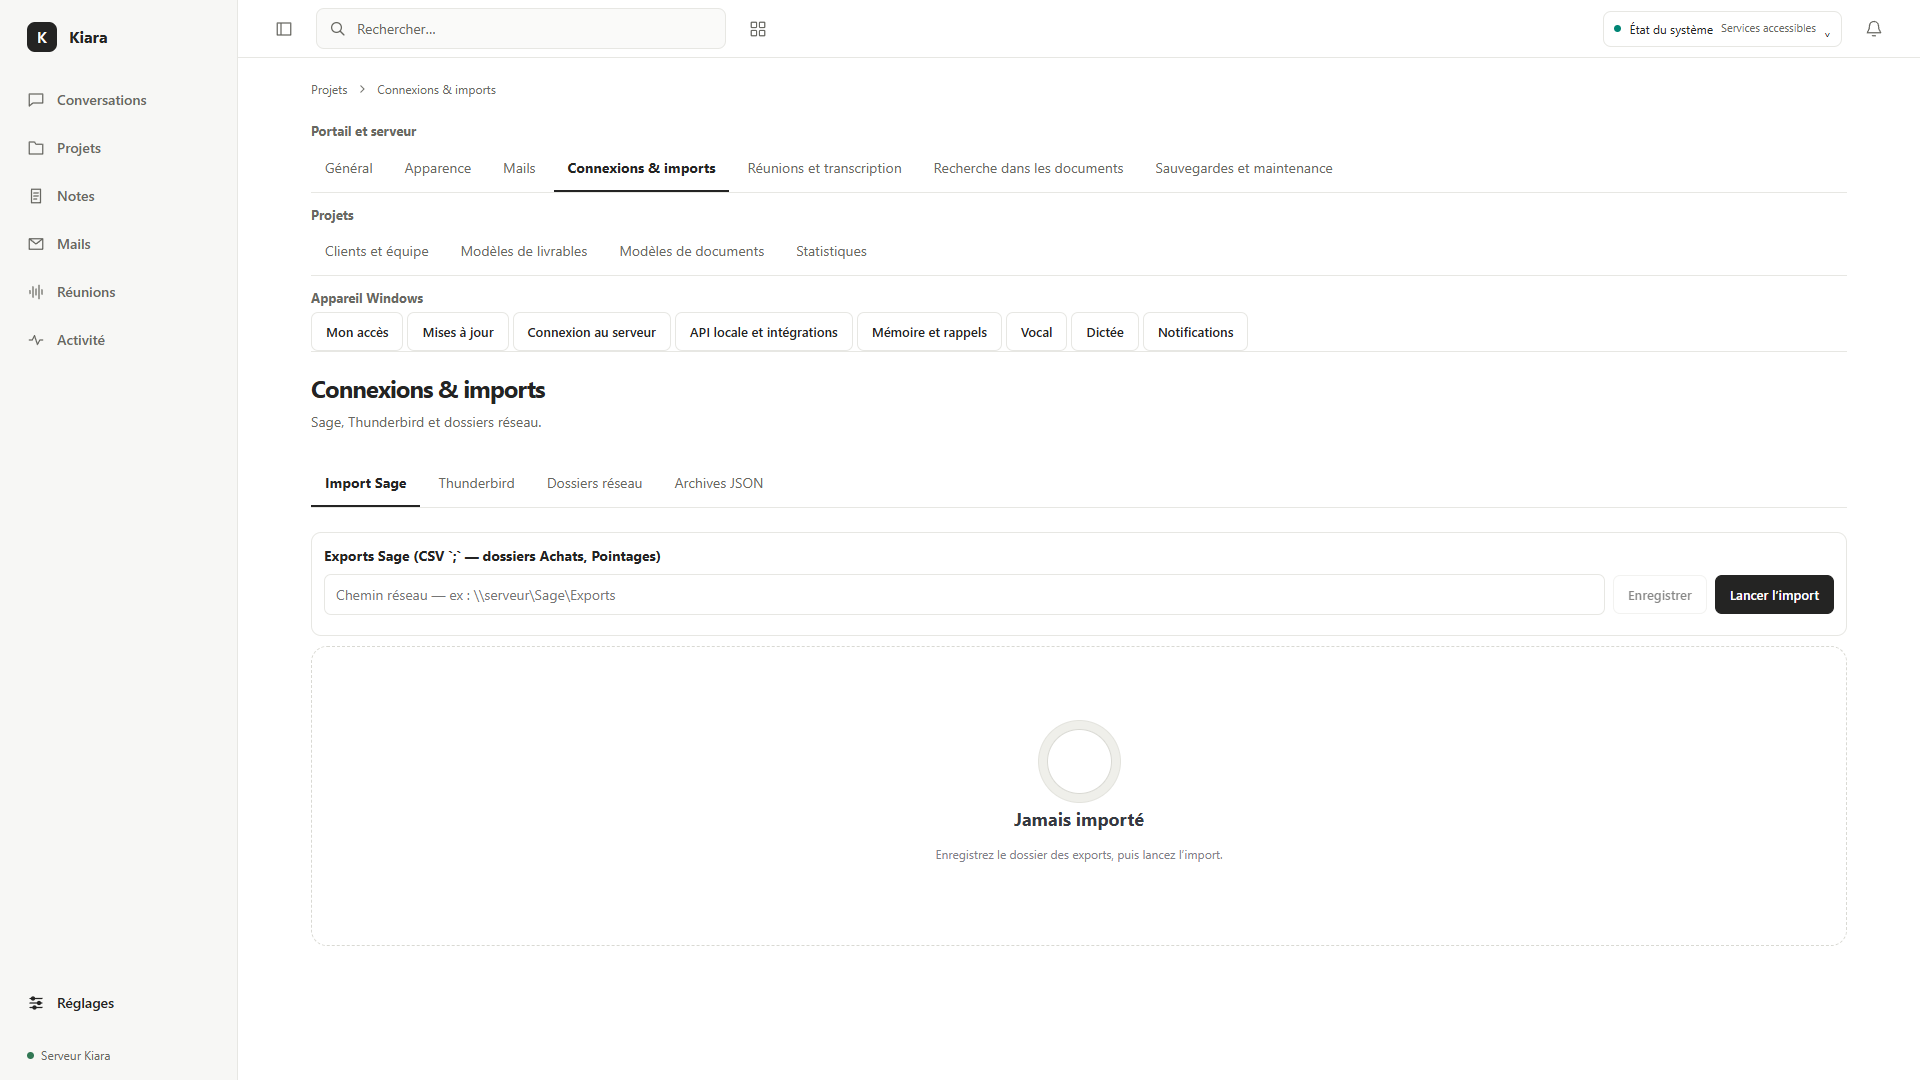 K Kiara
Rechercher...
État du système Services accessibles
Conversations
Projets
Notes
Mails
Réunions
Activité
Réglages
Serveur Kiara
Projets > Connexions & imports
Portail et serveur
Général Apparence Mails Connexions & imports Réunions et transcription Recherche dans les documents Sauvegardes et maintenance
Projets
Clients et équipe Modèles de livrables Modèles de documents Statistiques
Appareil Windows
Mon accès Mises à jour Connexion au serveur API locale et intégrations Mémoire et rappels Vocal Dictée Notifications
Connexions & imports
Sage, Thunderbird et dossiers réseau.
Import Sage Thunderbird Dossiers réseau Archives JSON
Exports Sage (CSV `;` — dossiers Achats, Pointages)
Chemin réseau — ex : \\serveur\Sage\Exports Enregistrer Lancer l'import
Jamais importé
Enregistrez le dossier des exports, puis lancez l'import.